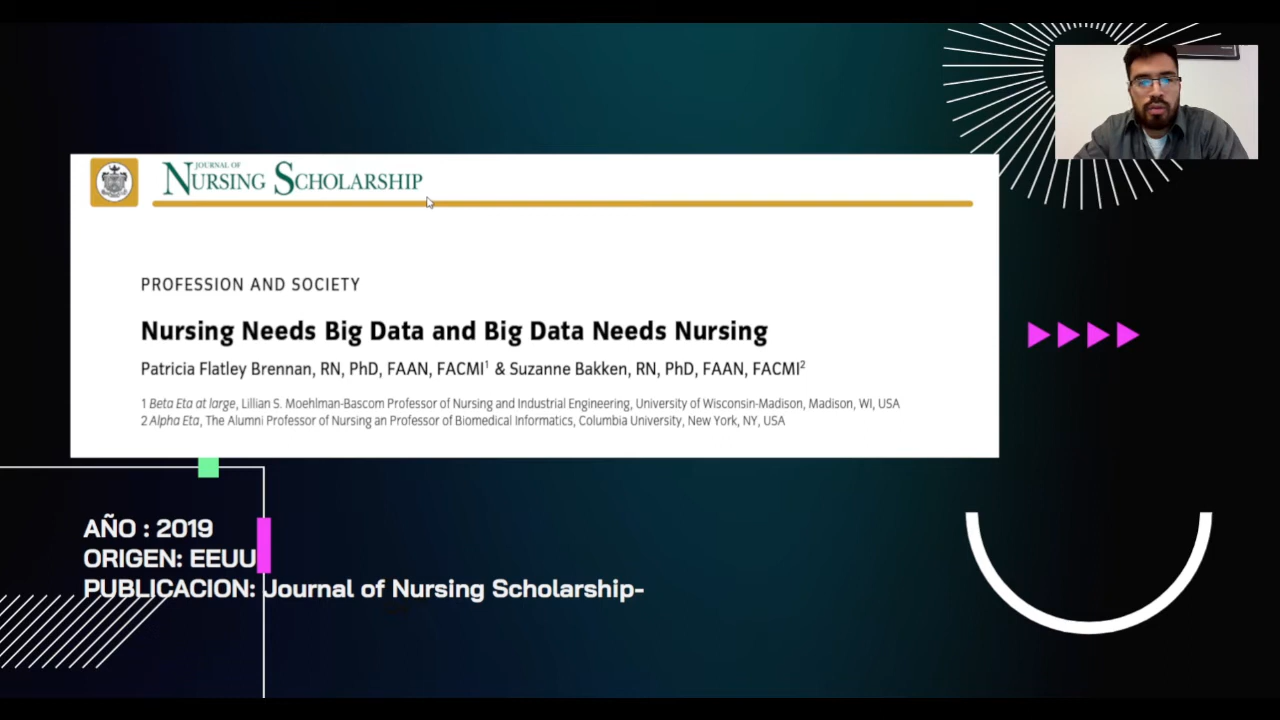 JOURNAL OF
NURSING SCHOLARSHIP
PROFESSION AND SOCIETY
Nursing Needs Big Data and Big Data Needs Nursing
Patricia Flatley Brennan, RN, PhD, FAAN, FACMI1 & Suzanne Bakken, RN, PhD, FAAN, FACMI2
1 Beta Eta at large, Lillian S. Moehlman-Bascom Professor of Nursing and Industrial Engineering, University of Wisconsin-Madison, Madison, WI, USA
2 Alpha Eta, The Alumni Professor of Nursing an Professor of Biomedical Informatics, Columbia University, New York, NY, USA
AÑO : 2019
ORIGEN: EEUU
PUBLICACION: Journal of Nursing Scholarship-